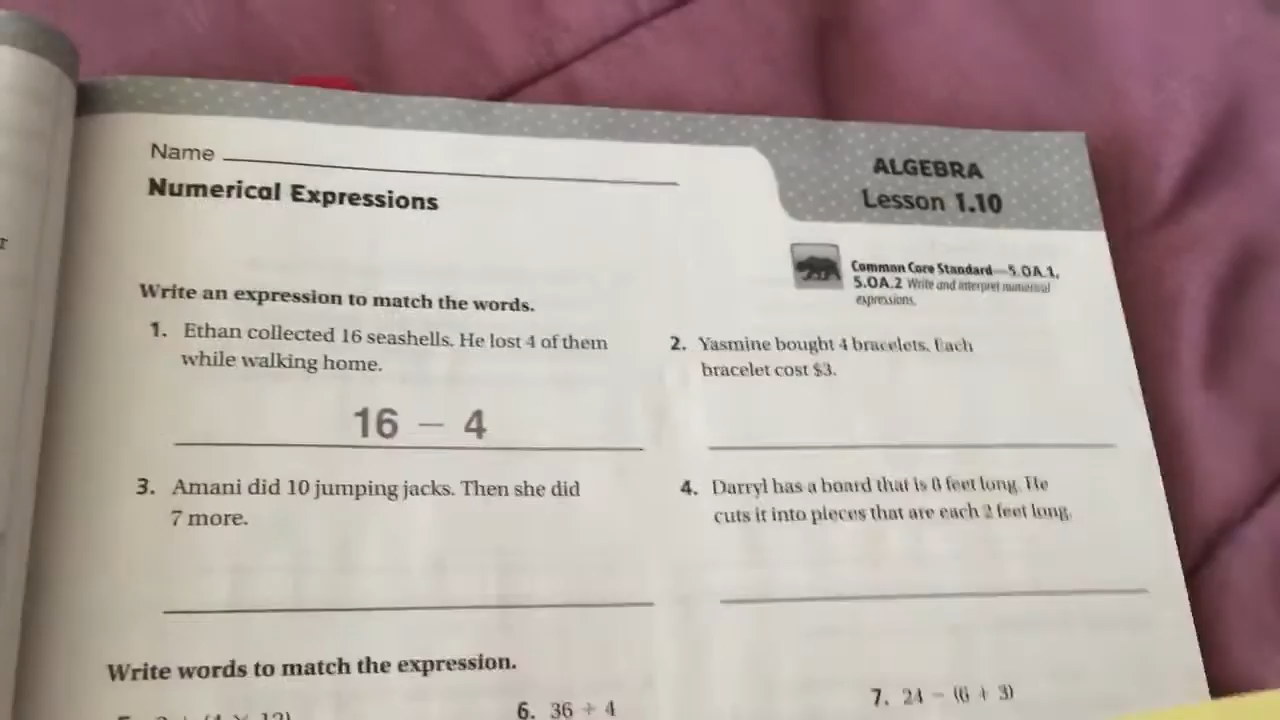 Name
Numerical Expressions
ALGEBRA
Lesson 1.10
Common Core Standard—5.OA.1,
5.OA.2 Write and interpret numerical
expressions.
Write an expression to match the words.
1. Ethan collected 16 seashells. He lost 4 of them
while walking home.
16 – 4
2. Yasmine bought 4 bracelets. Each
bracelet cost $3.
3. Amani did 10 jumping jacks. Then she did
7 more.
4. Darryl has a board that is feet long. He
cuts it into pieces that are each 2 feet long.
Write words to match the expression.
6. 36 ÷ 4
7. 24 – (6 + 3)